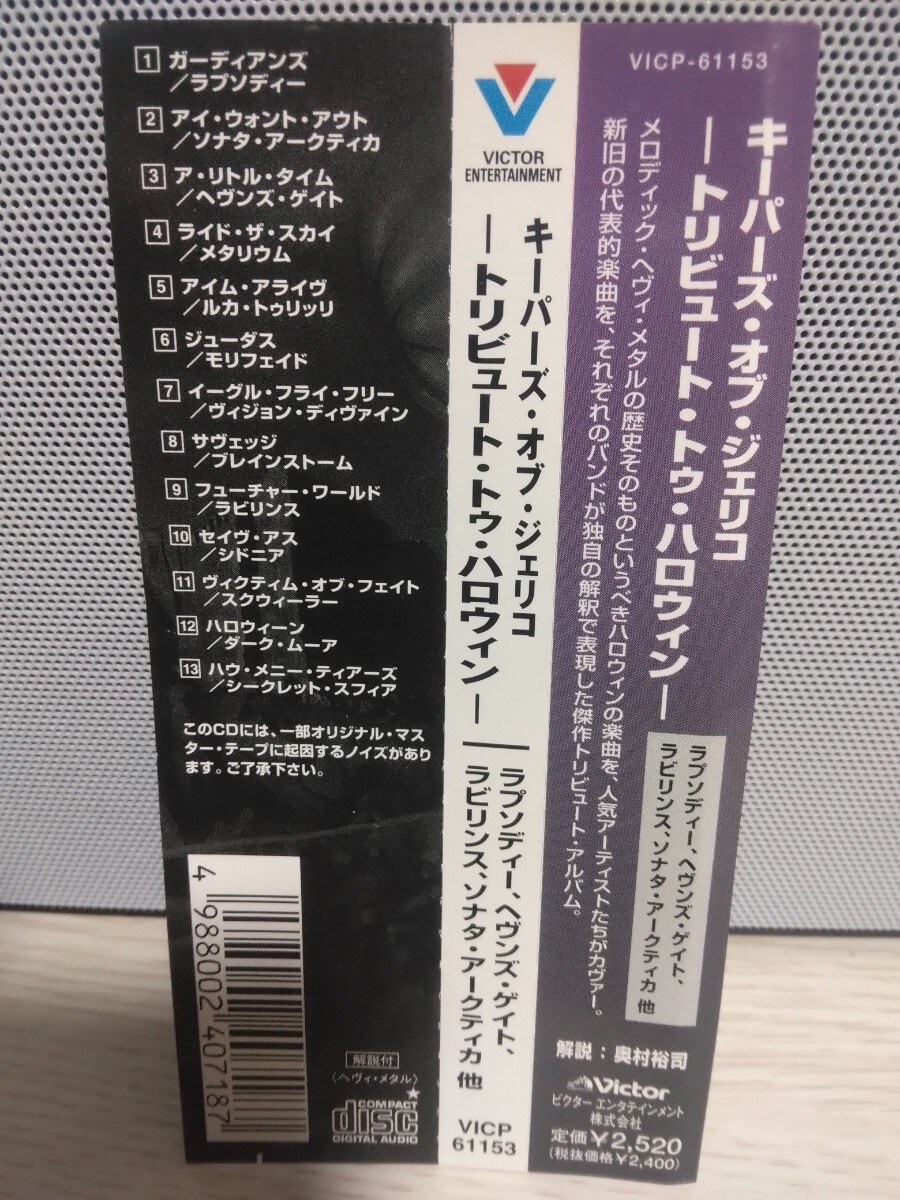 1 ガーディアンズ
／ラプソディー
2 アイ・ウォント・アウト
／ソナタ・アークティカ
3 ア・リトル・タイム
／ヘヴンズ・ゲイト
4 ライド・ザ・スカイ
／メタリウム
5 アイム・アライヴ
／ルカ・トゥリッリ
6 ジューダス
／モリフェイド
7 イーグル・フライ・フリー
／ヴィジョン・ディヴァイン
8 サヴェッジ
／ブレインストーム
9 フューチャー・ワールド
／ラビリンス
10 セイヴ・アス
／シドニア
11 ヴィクティム・オブ・フェイト
／スクウィーラー
12 ハロウィーン
／ダーク・ムーア
13 ハウ・メニー・ティアーズ
／シークレット・スフィア
このCDには、一部オリジナル・マス
ター・テープに起因するノイズがあり
ます。ご了承下さい。
4 988002 407187
解説付
〈ヘヴィ・メタル〉
★
COMPACT
disc
DIGITAL AUDIO
VICTOR
ENTERTAINMENT
キーパーズ・オブ・ジェリコ
―トリビュート・トゥ・ハロウィン―
ラプソディー、ヘヴンズ・ゲイト、
ラビリンス、ソナタ・アークティカ 他
VICP
61153
VICP-61153
キーパーズ・オブ・ジェリコ
―トリビュート・トゥ・ハロウィン―
メロディック・ヘヴィ・メタルの歴史そのものというべきハロウィンの楽曲を、人気アーティストたちがカヴァー。
新旧の代表的楽曲を、それぞれのバンドが独自の解釈で表現した傑作トリビュート・アルバム。
ラプソディー、ヘヴンズ・ゲイト、
ラビリンス、ソナタ・アークティカ 他
解説：奥村裕司
Victor
ビクター エンタテインメント
株式会社
定価￥2,520
(税抜価格￥2,400)